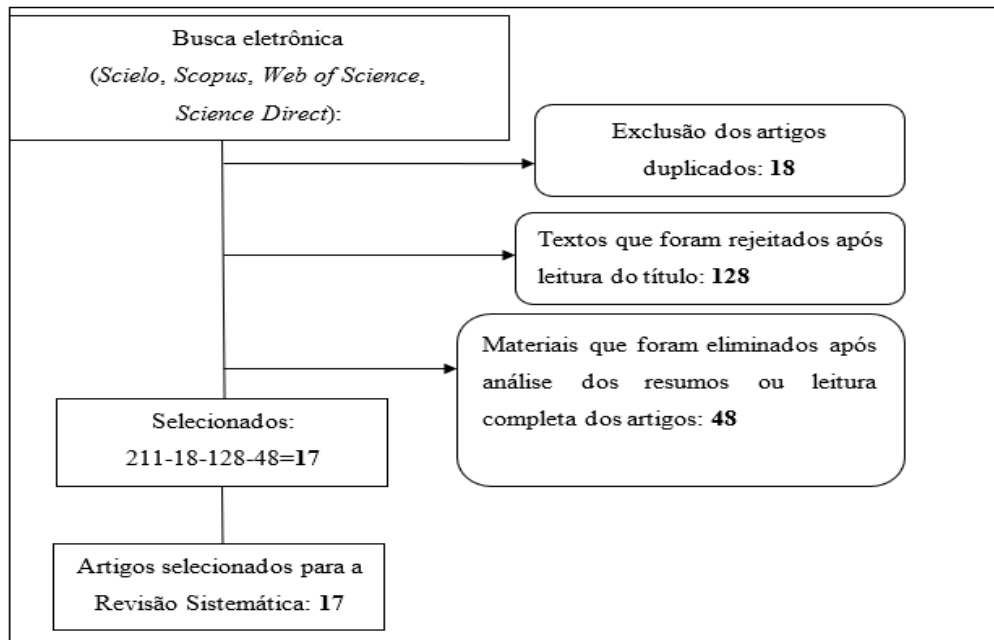 Busca eletrônica
(Scielo, Scopus, Web of Science,
Science Direct):
Exclusão dos artigos
duplicados: 18
Textos que foram rejeitados após
leitura do título: 128
Materiais que foram eliminados após
análise dos resumos ou leitura
completa dos artigos: 48
Selecionados:
211-18-128-48=17
Artigos selecionados para a
Revisão Sistemática: 17